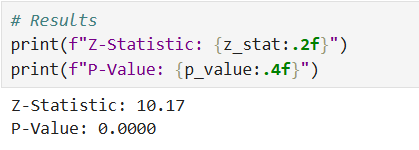 # Results
print(f"Z-Statistic: {z_stat:.2f}")
print(f"P-Value: {p_value:.4f}")
Z-Statistic: 10.17
P-Value: 0.0000